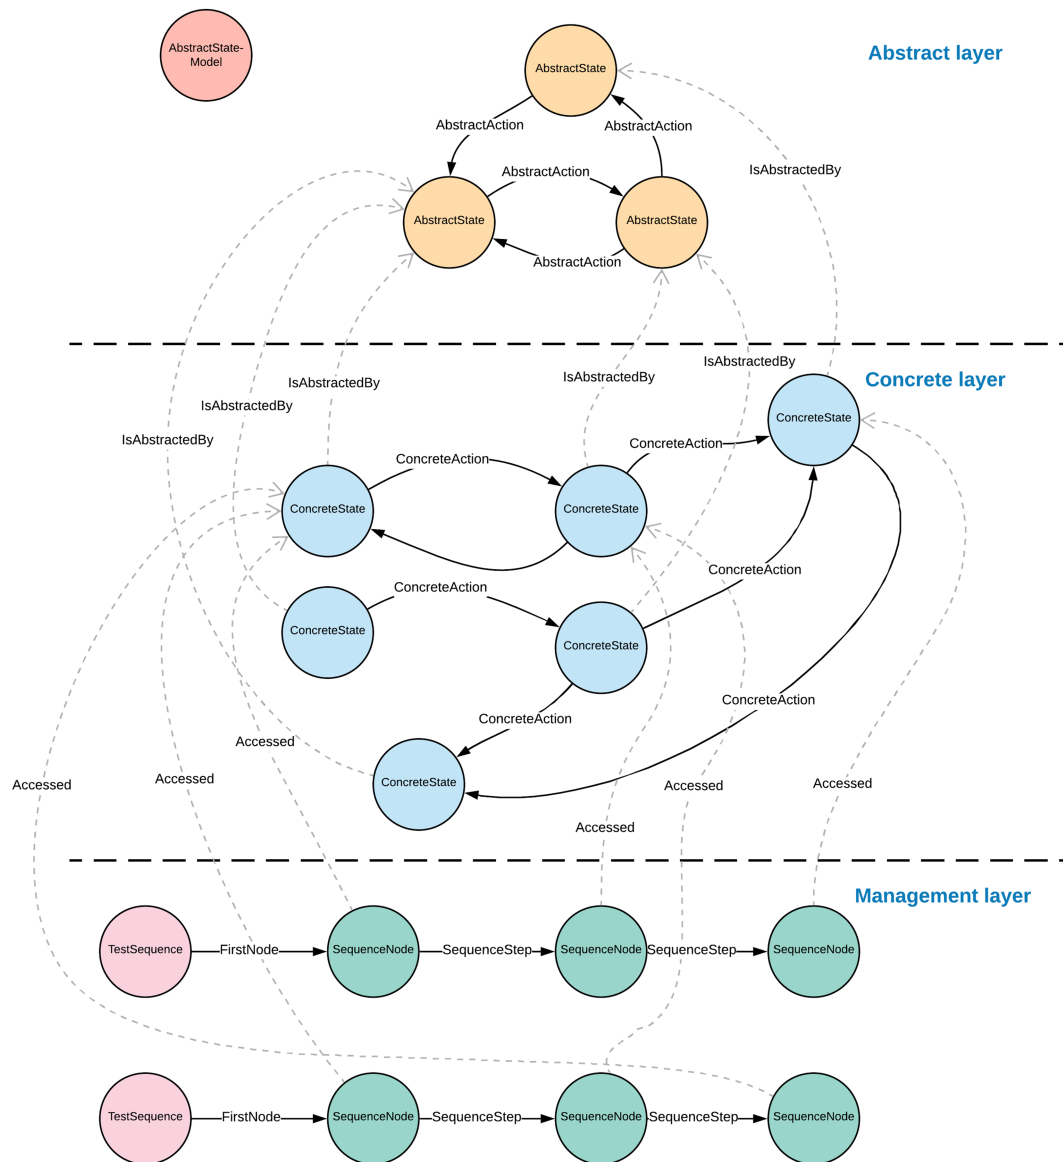 AbstractState-
Model
Abstract layer
AbstractState
AbstractAction
AbstractAction
IsAbstractedBy
AbstractAction
AbstractState
AbstractState
AbstractAction
IsAbstractedBy
Concrete layer
IsAbstractedBy
IsAbstractedBy
IsAbstractedBy
ConcreteState
IsAbstractedBy
ConcreteAction
ConcreteAction
ConcreteState
ConcreteState
ConcreteAction
ConcreteAction
ConcreteState
ConcreteState
ConcreteAction
ConcreteAction
Accessed
ConcreteState
Accessed
Accessed
Accessed
Accessed
Accessed
Management layer
TestSequence
FirstNode
SequenceNode
SequenceStep
SequenceNode
SequenceStep
SequenceNode
TestSequence
FirstNode
SequenceNode
SequenceStep
SequenceNode
SequenceStep
SequenceNode